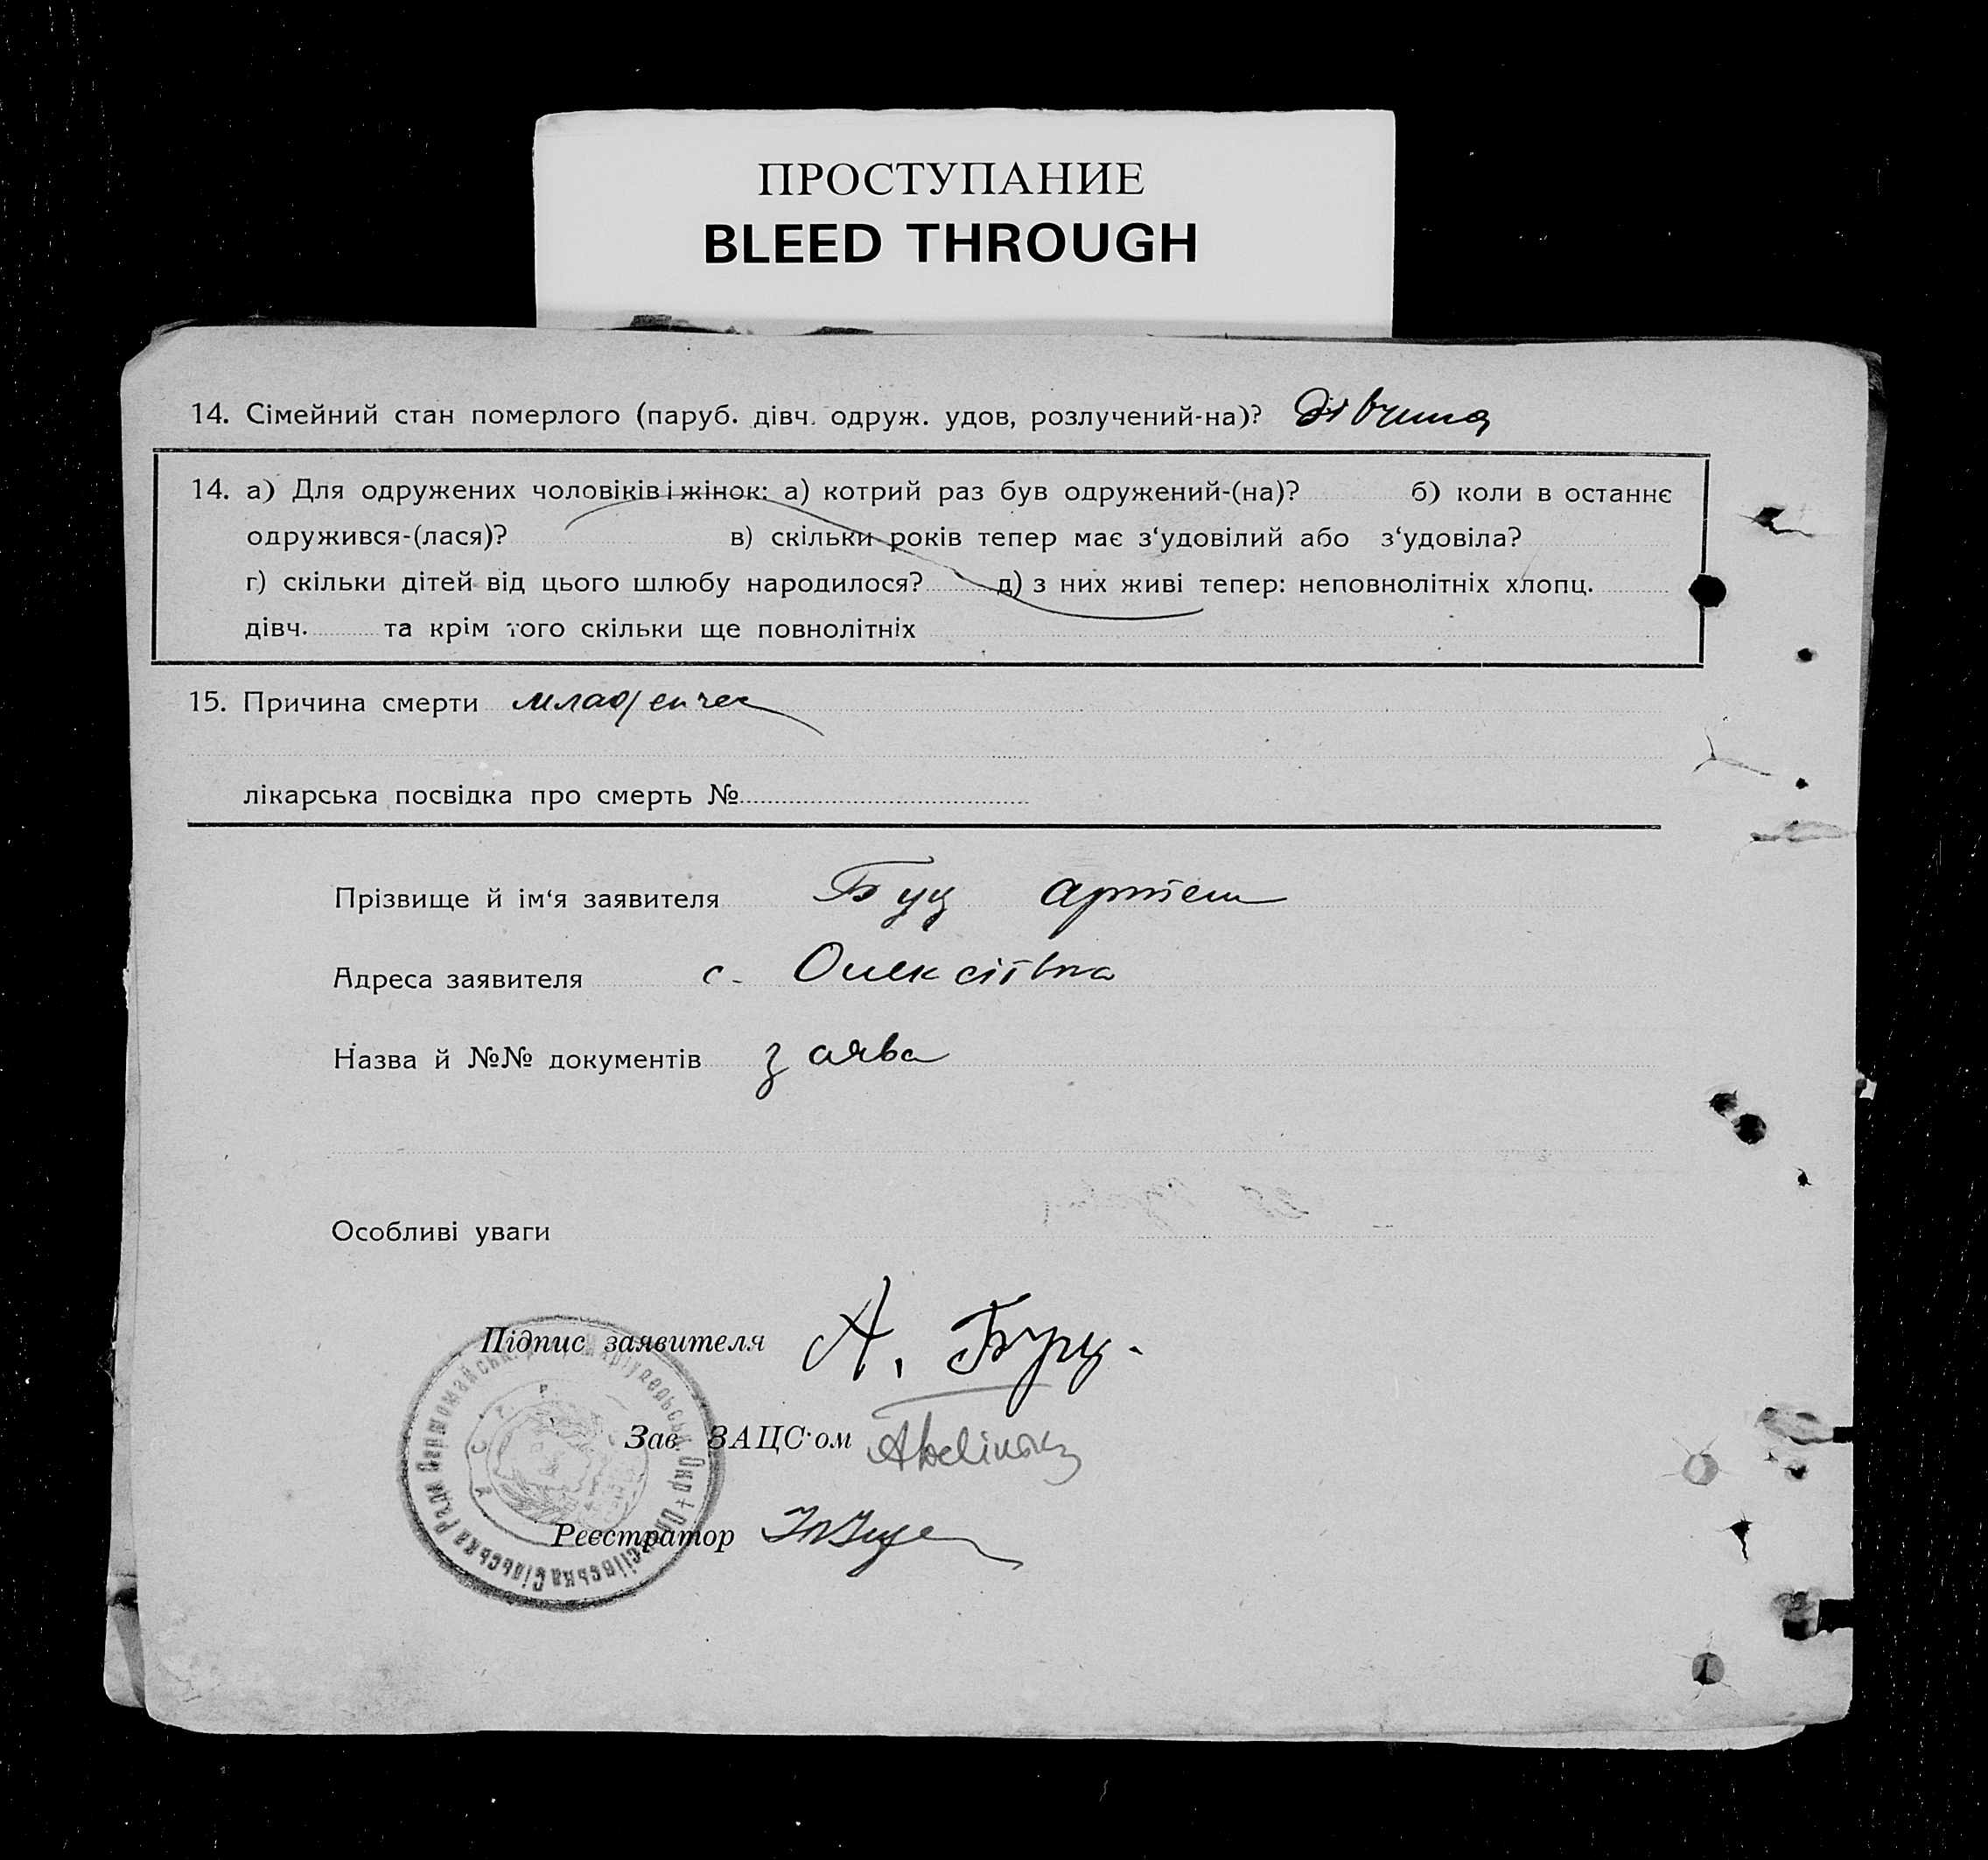 ПРОСТУПАНИЕ
BLEED THROUGH
14. Сімейний стан померлого (паруб. дівч. одруж. удов, розлучений-на)? дівчина
14. а) Для одружених чоловіків і жінок: а) котрий раз був одружений-(на)? б) коли в останнє
одружився-(лася)? в) скільки років тепер має з‘удовілий або з‘удовіла?
г) скільки дітей від цього шлюбу народилося? д) з них живі тепер: неповнолітніх хлопц.
дівч. та крім того скільки ще повнолітніх
15. Причина смерти младенчес
лікарська посвідка про смерть №
Прізвище й ім‘я заявителя Буц Артем
Адреса заявителя с. Олексіївка
Назва й №№ документів заява
Особливі уваги
Підпис заявителя А. Буц.
Зав. ЗАЦС‘ом
Реєстратор